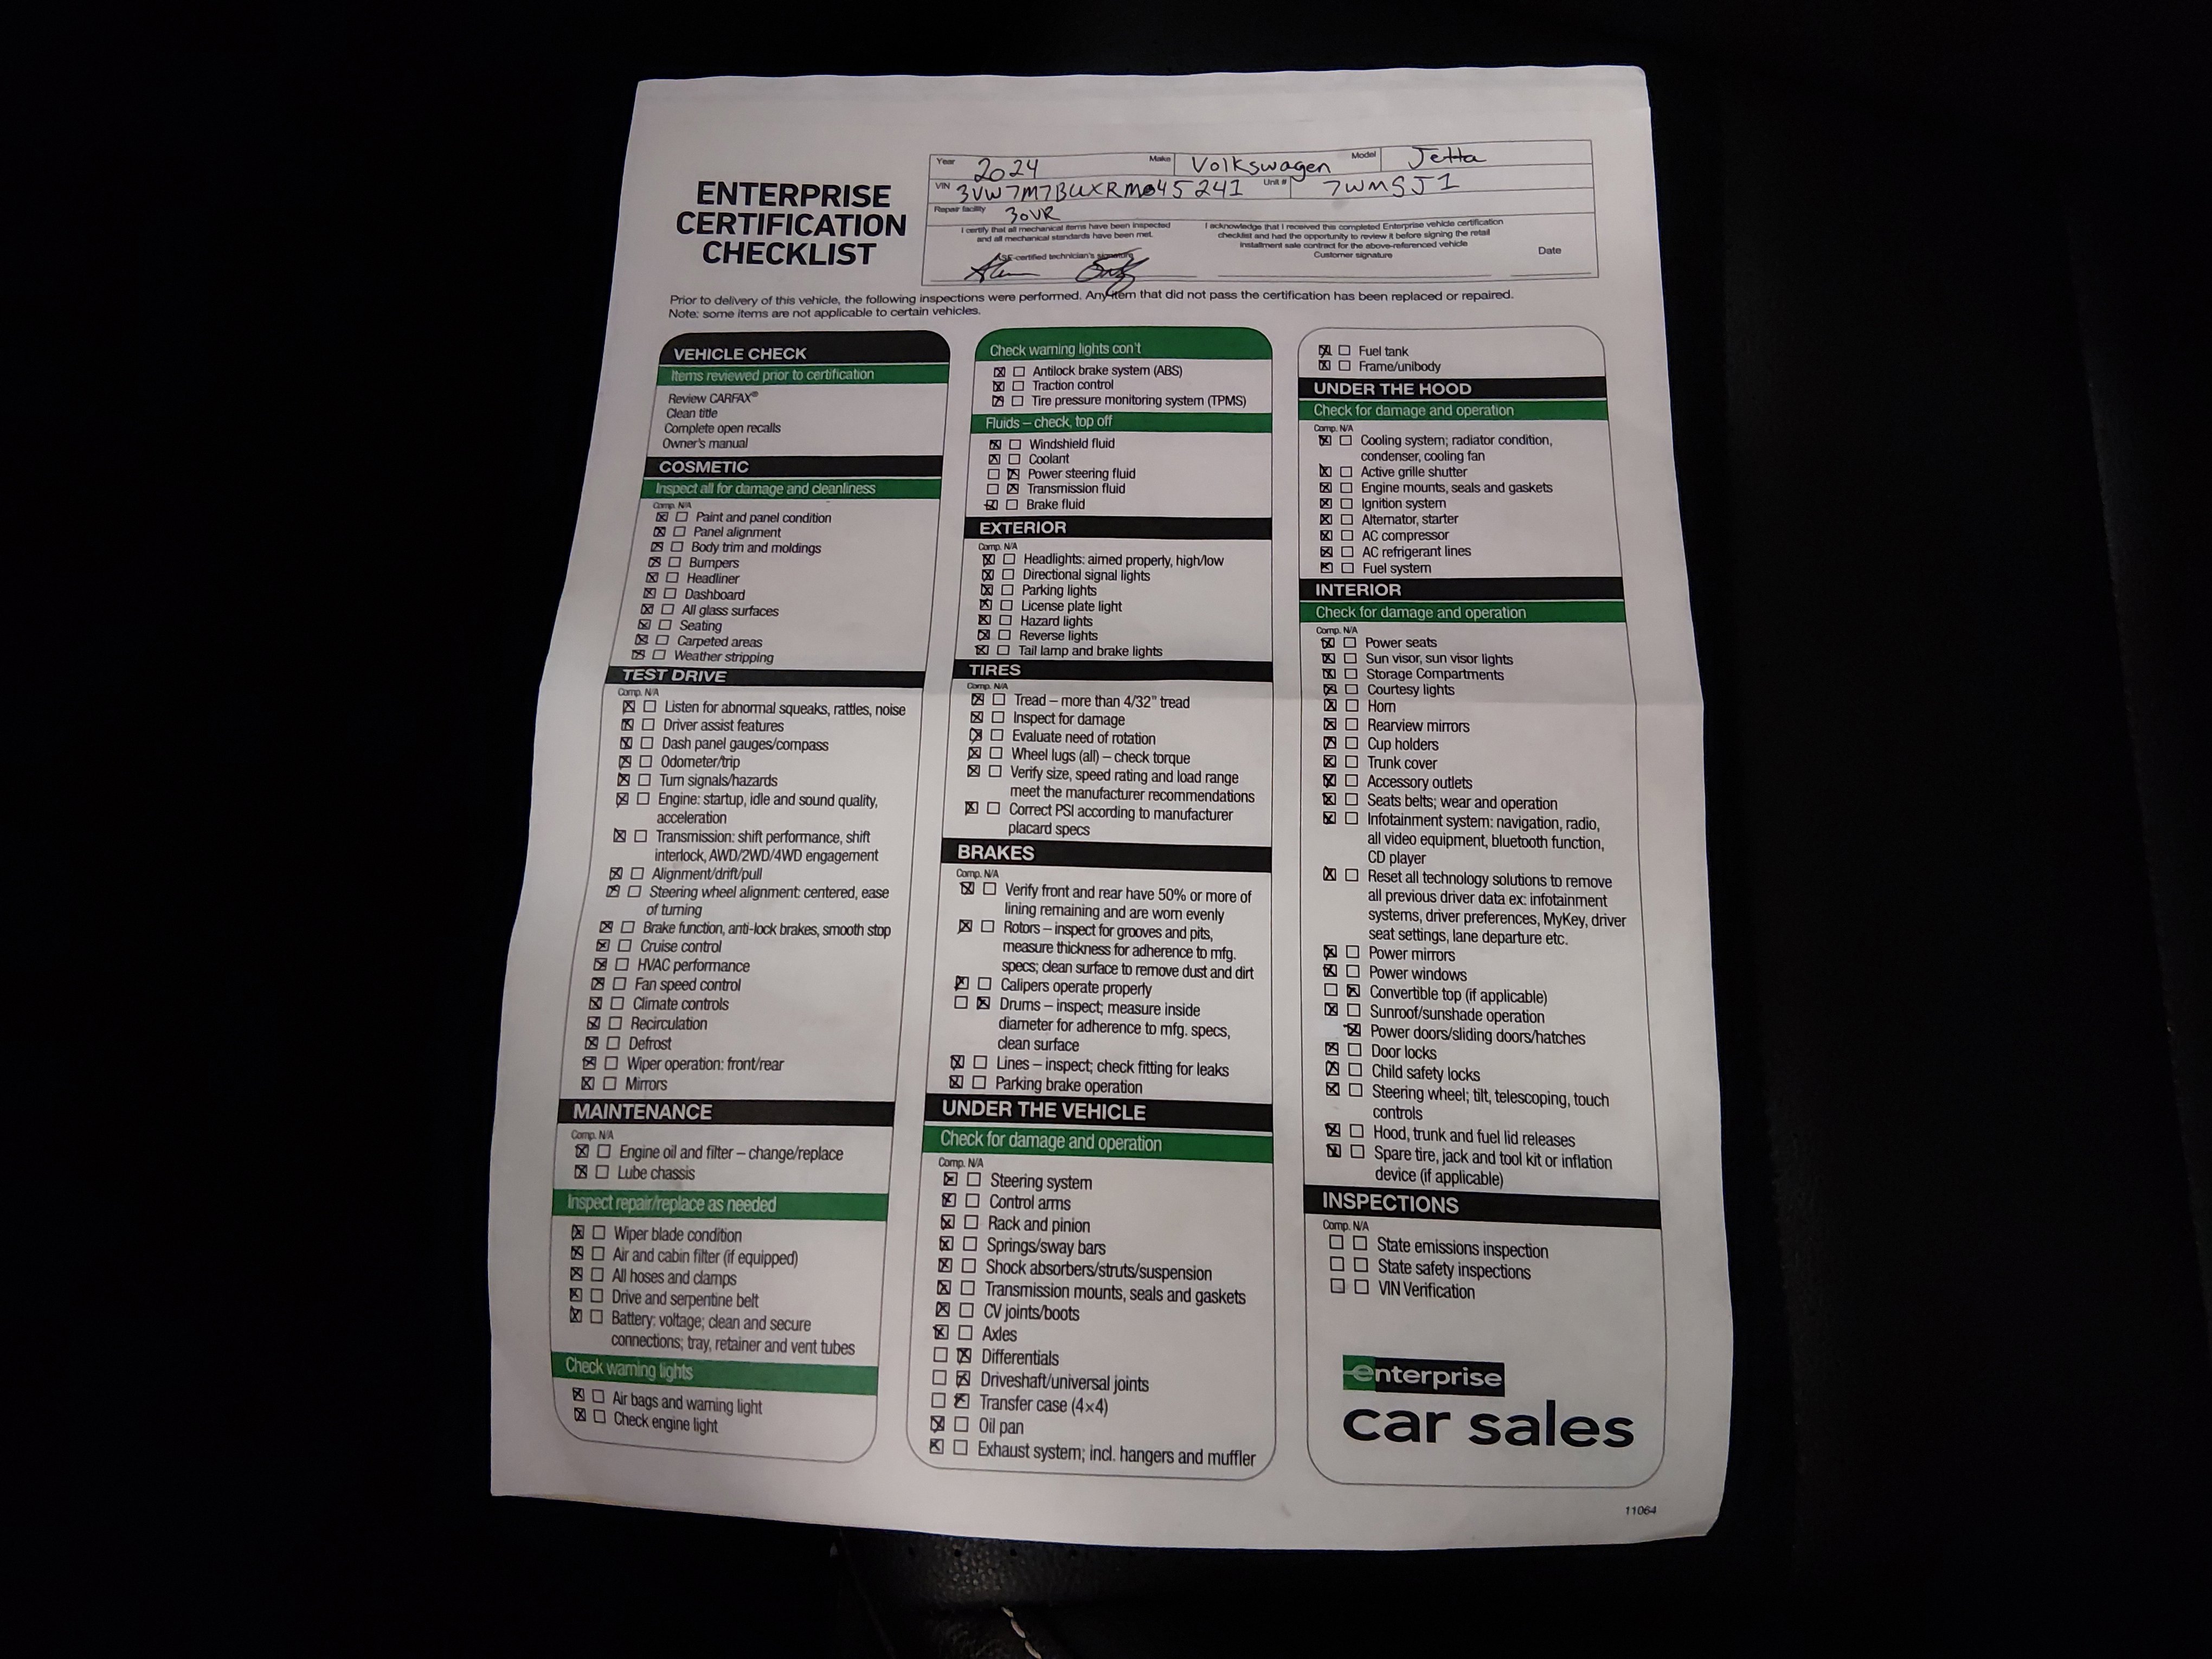 ENTERPRISE
CERTIFICATION
CHECKLIST
Year 2024 Make Volkswagen Model Jetta
VIN 3VW7M7BUXRM045241 Unit # 7WMSJ1
Repair facility 30VR
I certify that all mechanical items have been inspected
and all mechanical standards have been met.
ASE-certified technician's signature
I acknowledge that I received this completed Enterprise vehicle certification
checklist and had the opportunity to review it before signing the retail
installment sale contract for the above-referenced vehicle
Customer signature
Date
Prior to delivery of this vehicle, the following inspections were performed. Any item that did not pass the certification has been replaced or repaired.
Note: some items are not applicable to certain vehicles.
VEHICLE CHECK
Items reviewed prior to certification
Review CARFAX®
Clean title
Complete open recalls
Owner's manual
COSMETIC
Inspect all for damage and cleanliness
Comp. N/A
Paint and panel condition
Panel alignment
Body trim and moldings
Bumpers
Headliner
Dashboard
All glass surfaces
Seating
Carpeted areas
Weather stripping
TEST DRIVE
Comp. N/A
Listen for abnormal squeaks, rattles, noise
Driver assist features
Dash panel gauges/compass
Odometer/trip
Turn signals/hazards
Engine: startup, idle and sound quality,
acceleration
Transmission: shift performance, shift
interlock, AWD/2WD/4WD engagement
Alignment/drift/pull
Steering wheel alignment: centered, ease
of turning
Brake function, anti-lock brakes, smooth stop
Cruise control
HVAC performance
Fan speed control
Climate controls
Recirculation
Defrost
Wiper operation: front/rear
Mirrors
MAINTENANCE
Comp. N/A
Engine oil and filter – change/replace
Lube chassis
Inspect repair/replace as needed
Wiper blade condition
Air and cabin filter (if equipped)
All hoses and clamps
Drive and serpentine belt
Battery: voltage; clean and secure
connections; tray, retainer and vent tubes
Check warning lights
Air bags and warning light
Check engine light
Check warning lights con't
Antilock brake system (ABS)
Traction control
Tire pressure monitoring system (TPMS)
Fluids – check, top off
Windshield fluid
Coolant
Power steering fluid
Transmission fluid
Brake fluid
EXTERIOR
Comp. N/A
Headlights: aimed properly, high/low
Directional signal lights
Parking lights
License plate light
Hazard lights
Reverse lights
Tail lamp and brake lights
TIRES
Comp. N/A
Tread – more than 4/32" tread
Inspect for damage
Evaluate need of rotation
Wheel lugs (all) – check torque
Verify size, speed rating and load range
meet the manufacturer recommendations
Correct PSI according to manufacturer
placard specs
BRAKES
Comp. N/A
Verify front and rear have 50% or more of
lining remaining and are worn evenly
Rotors – inspect for grooves and pits,
measure thickness for adherence to mfg.
specs; clean surface to remove dust and dirt
Calipers operate properly
Drums – inspect; measure inside
diameter for adherence to mfg. specs,
clean surface
Lines – inspect; check fitting for leaks
Parking brake operation
UNDER THE VEHICLE
Check for damage and operation
Comp. N/A
Steering system
Control arms
Rack and pinion
Springs/sway bars
Shock absorbers/struts/suspension
Transmission mounts, seals and gaskets
CV joints/boots
Axles
Differentials
Driveshaft/universal joints
Transfer case (4×4)
Oil pan
Exhaust system; incl. hangers and muffler
Fuel tank
Frame/unibody
UNDER THE HOOD
Check for damage and operation
Comp. N/A
Cooling system; radiator condition,
condenser, cooling fan
Active grille shutter
Engine mounts, seals and gaskets
Ignition system
Alternator, starter
AC compressor
AC refrigerant lines
Fuel system
INTERIOR
Check for damage and operation
Comp. N/A
Power seats
Sun visor, sun visor lights
Storage Compartments
Courtesy lights
Horn
Rearview mirrors
Cup holders
Trunk cover
Accessory outlets
Seats belts; wear and operation
Infotainment system: navigation, radio,
all video equipment, bluetooth function,
CD player
Reset all technology solutions to remove
all previous driver data ex: infotainment
systems, driver preferences, MyKey, driver
seat settings, lane departure etc.
Power mirrors
Power windows
Convertible top (if applicable)
Sunroof/sunshade operation
Power doors/sliding doors/hatches
Door locks
Child safety locks
Steering wheel; tilt, telescoping, touch
controls
Hood, trunk and fuel lid releases
Spare tire, jack and tool kit or inflation
device (if applicable)
INSPECTIONS
Comp. N/A
State emissions inspection
State safety inspections
VIN Verification
enterprise
car sales
11064